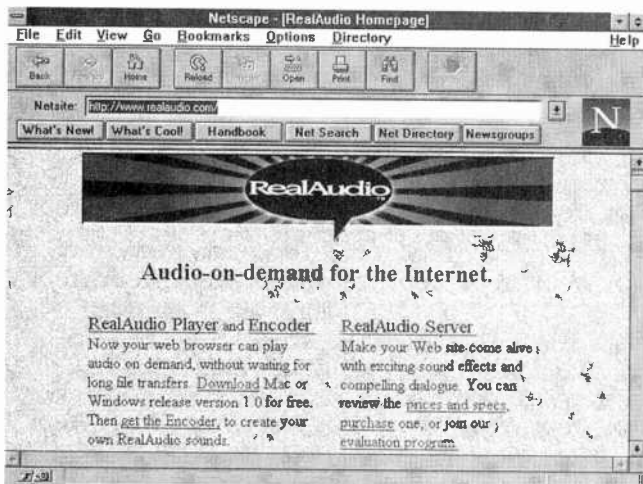 Netscape - [RealAudio Homepage]
File Edit View Go Bookmarks Options Directory Help
Back Home Reload Open Print Find
Netsite: http://www.realaudio.com/
N
What's New! What's Cool! Handbook Net Search Net Directory Newsgroups
RealAudio
Audio-on-demand for the Internet.
RealAudio Player and Encoder
Now your web browser can play
audio on demand, without waiting for
long file transfers. Download Mac or
Windows release version 1.0 for free.
Then get the Encoder, to create your
own RealAudio sounds.
RealAudio Server
Make your Web site come alive
with exciting sound effects and
compelling dialogue. You can
review the prices and specs,
purchase one, or join our
evaluation program.